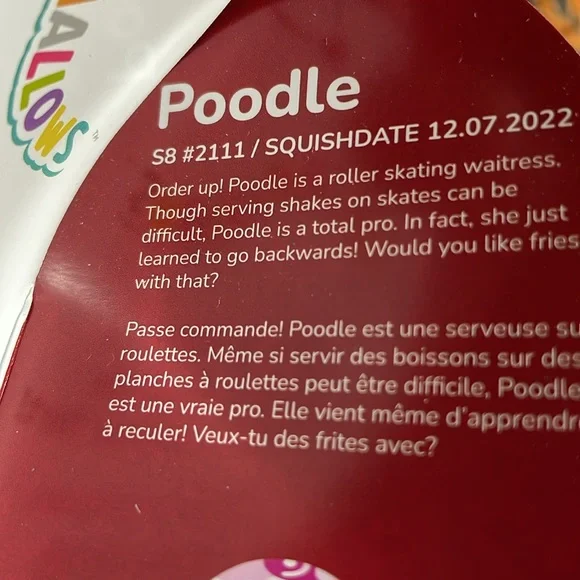 ALLOWS
Poodle
S8 #2111 / SQUISHDATE 12.07.2022
Order up! Poodle is a roller skating waitress.
Though serving shakes on skates can be
difficult, Poodle is a total pro. In fact, she just
learned to go backwards! Would you like fries
with that?
Passe commande! Poodle est une serveuse su
roulettes. Même si servir des boissons sur des
planches à roulettes peut être difficile, Poodle
est une vraie pro. Elle vient même d'apprendr
à reculer! Veux-tu des frites avec?